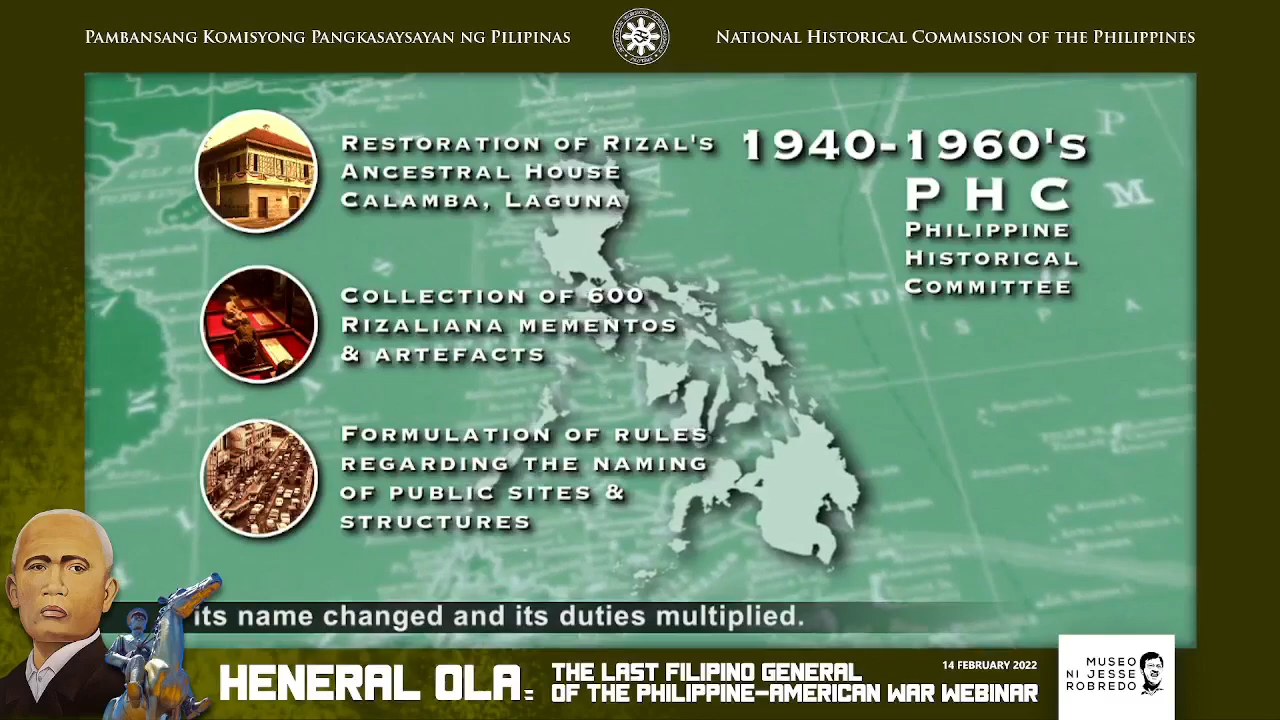 PAMBANSANG KOMISYONG PANGKASAYSAYAN NG PILIPINAS
NATIONAL HISTORICAL COMMISSION OF THE PHILIPPINES
RESTORATION OF RIZAL'S
ANCESTRAL HOUSE
CALAMBA, LAGUNA
COLLECTION OF 600
RIZALIANA MEMENTOS
& ARTEFACTS
FORMULATION OF RULES
REGARDING THE NAMING
OF PUBLIC SITES &
STRUCTURES
1940-1960's
PHC
PHILIPPINE
HISTORICAL
COMMITTEE
P
M
ISLANDS
its name changed and its duties multiplied.
HENERAL OLA:
THE LAST FILIPINO GENERAL
OF THE PHILIPPINE-AMERICAN WAR WEBINAR
14 FEBRUARY 2022
MUSEO
NI JESSE
ROBREDO